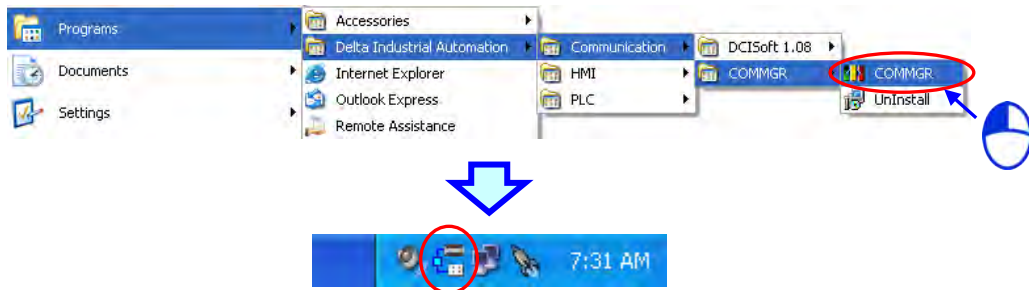 Programs
Documents
Settings
Accessories
Delta Industrial Automation
Internet Explorer
Outlook Express
Remote Assistance
Communication
HMI
PLC
DCISoft 1.08
COMMGR
COMMGR
UnInstall
7:31 AM